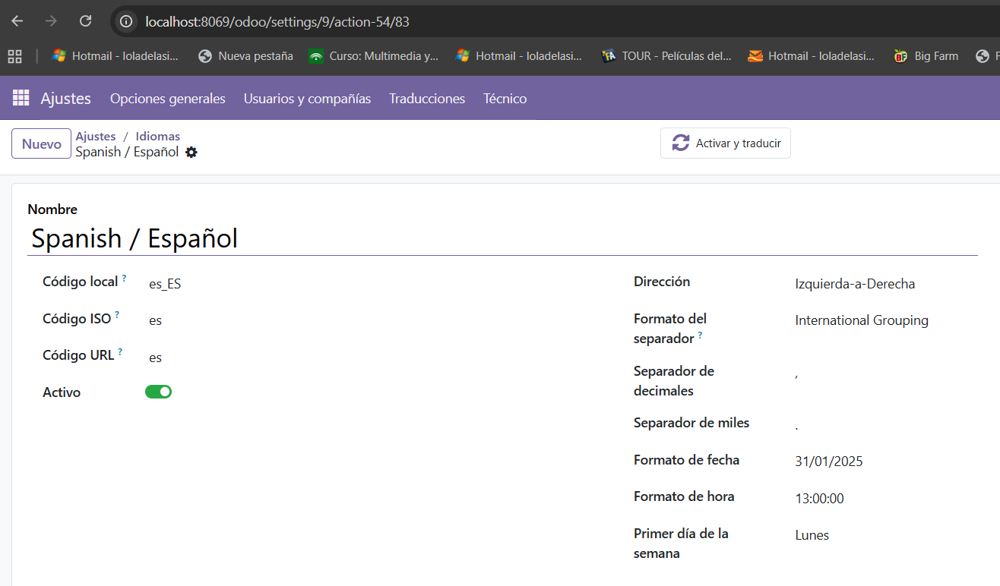 localhost:8069/odoo/settings/9/action-54/83
Hotmail - loladelasi... Nueva pestaña Curso: Multimedia y... Hotmail - loladelasi... TOUR - Películas del... Hotmail - loladelasi... Big Farm F
Ajustes Opciones generales Usuarios y compañías Traducciones Técnico
Nuevo
Ajustes / Idiomas
Spanish / Español
Activar y traducir
Nombre
Spanish / Español
Código local ? es_ES
Código ISO ? es
Código URL ? es
Activo
Dirección Izquierda-a-Derecha
Formato del
separador ? International Grouping
Separador de
decimales ,
Separador de miles .
Formato de fecha 31/01/2025
Formato de hora 13:00:00
Primer día de la
semana Lunes